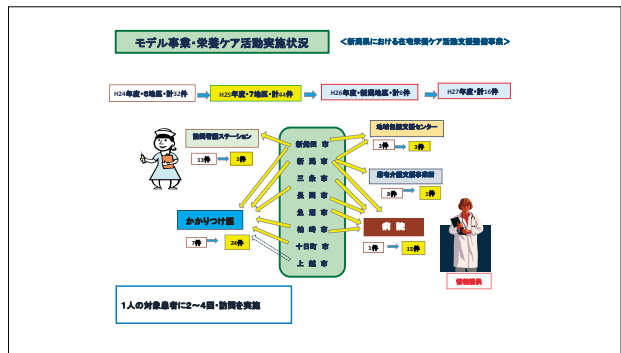 モデル事業・栄養ケア活動実施状況
＜新潟県における在宅栄養ケア活動支援整備事業＞
H24年度・6地区・計32件
H25年度・7地区・計44件
H26年度・新潟地区・計8件
H27年度・計16件
訪問看護ステーション
13件
3件
地域包括支援センター
3件
3件
新発田 市
新 潟 市
三 条 市
長 岡 市
魚 沼 市
柏 崎 市
十日町 市
上 越 市
居宅介護支援事業所
8件
1件
かかりつけ医
7件
24件
病 院
1件
15件
情報提供
1人の対象患者に2～4回・訪問を実施